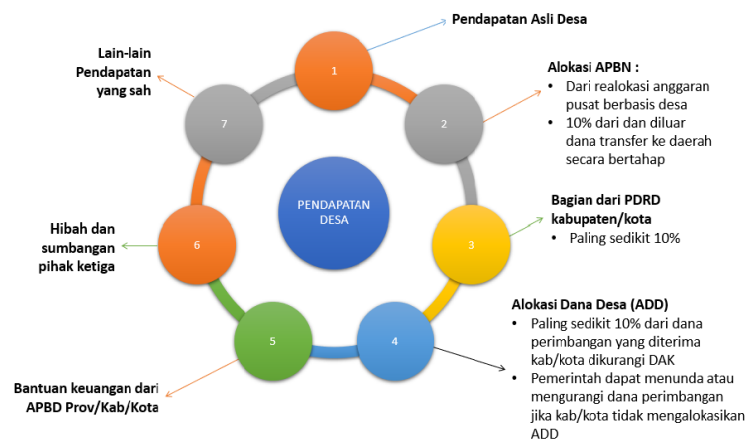 Pendapatan Asli Desa
1
Alokasi APBN :
• Dari realokasi anggaran
pusat berbasis desa
• 10% dari dan diluar
dana transfer ke daerah
secara bertahap
2
Bagian dari PDRD
kabupaten/kota
• Paling sedikit 10%
3
Alokasi Dana Desa (ADD)
• Paling sedikit 10% dari dana
perimbangan yang diterima
kab/kota dikurangi DAK
• Pemerintah dapat menunda atau
mengurangi dana perimbangan
jika kab/kota tidak mengalokasikan
ADD
4
Bantuan keuangan dari
APBD Prov/Kab/Kota
5
Hibah dan
sumbangan
pihak ketiga
6
Lain-lain
Pendapatan
yang sah
7
PENDAPATAN
DESA